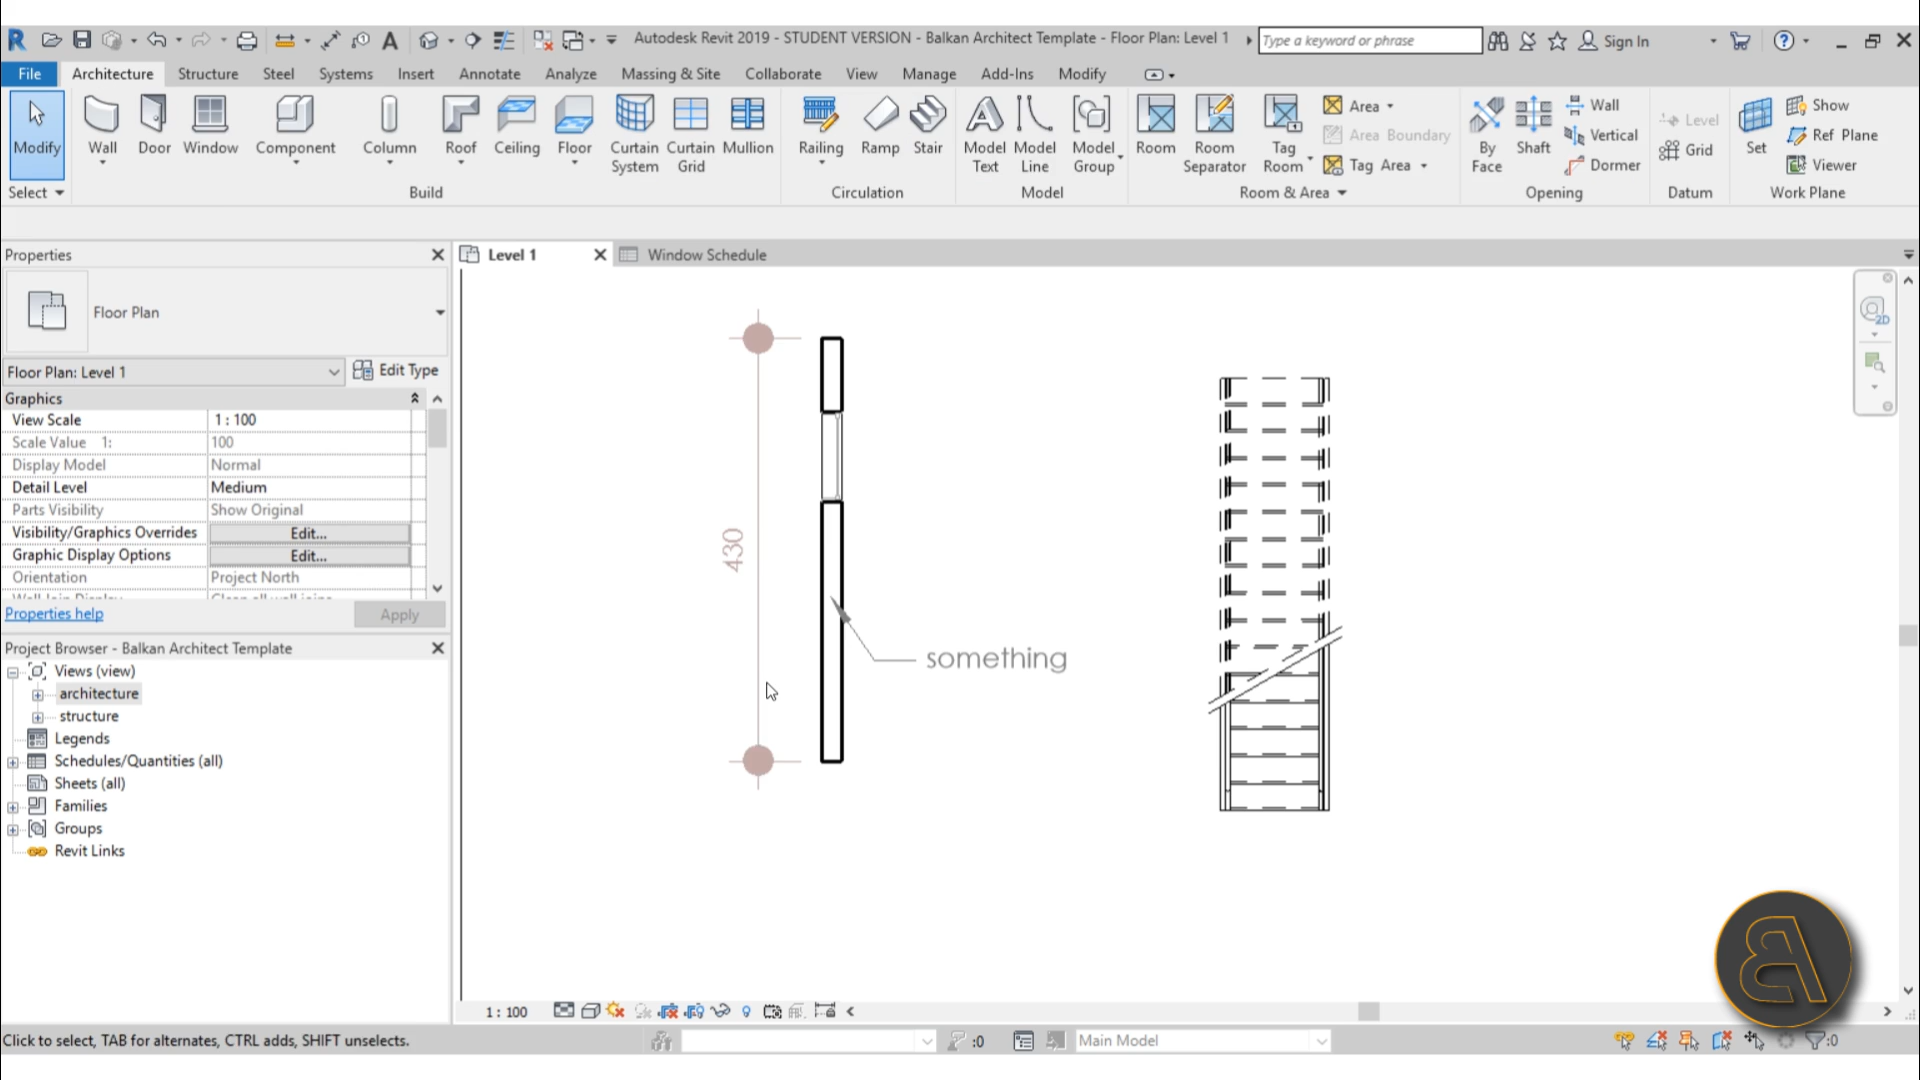 Autodesk Revit 2019 - STUDENT VERSION - Balkan Architect Template - Floor Plan: Level 1
Type a keyword or phrase
Sign In
File Architecture Structure Steel Systems Insert Annotate Analyze Massing & Site Collaborate View Manage Add-Ins Modify
Modify
Wall
Door
Window
Component
Column
Roof
Ceiling
Floor
Curtain System
Curtain Grid
Mullion
Railing
Ramp
Stair
Model Text
Model Line
Model Group
Room
Room Separator
Tag Room
Area
Area Boundary
Tag Area
By Face
Shaft
Wall
Vertical
Dormer
Level
Grid
Set
Show
Ref Plane
Viewer
Select
Build
Circulation
Model
Room & Area
Opening
Datum
Work Plane
Properties
Floor Plan
Floor Plan: Level 1
Edit Type
Graphics
View Scale 1 : 100
Scale Value 1: 100
Display Model Normal
Detail Level Medium
Parts Visibility Show Original
Visibility/Graphics Overrides Edit...
Graphic Display Options Edit...
Orientation Project North
Properties help
Apply
Project Browser - Balkan Architect Template
Views (view)
architecture
structure
Legends
Schedules/Quantities (all)
Sheets (all)
Families
Groups
Revit Links
Level 1
Window Schedule
2D
430
something
1 : 100
Click to select, TAB for alternates, CTRL adds, SHIFT unselects.
:0
Main Model
:0